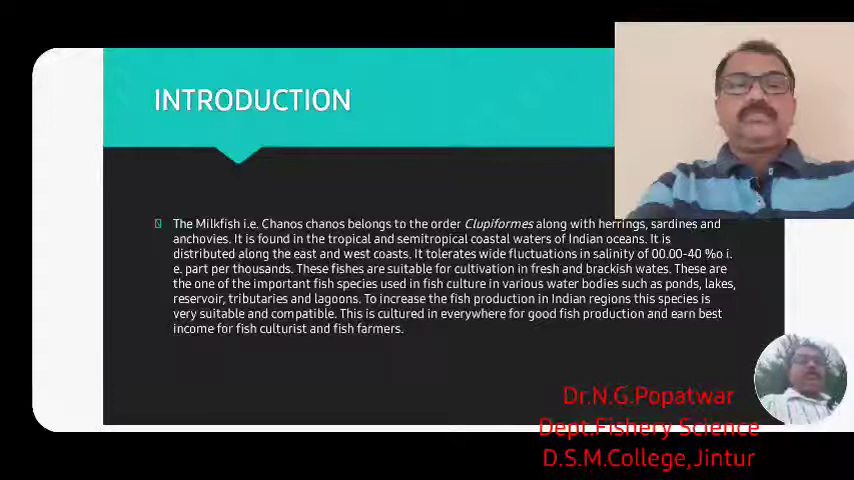 INTRODUCTION
The Milkfish i.e. Chanos chanos belongs to the order Clupiformes along with herrings, sardines and
anchovies. It is found in the tropical and semitropical coastal waters of Indian oceans. It is
distributed along the east and west coasts. It tolerates wide fluctuations in salinity of 00.00-40 ‰ i.
e. part per thousands. These fishes are suitable for cultivation in fresh and brackish wates. These are
the one of the important fish species used in fish culture in various water bodies such as ponds, lakes,
reservoir, tributaries and lagoons. To increase the fish production in Indian regions this species is
very suitable and compatible. This is cultured in everywhere for good fish production and earn best
income for fish culturist and fish farmers.
Dr.N.G.Popatwar
Dept.Fishery Science
D.S.M.College,Jintur